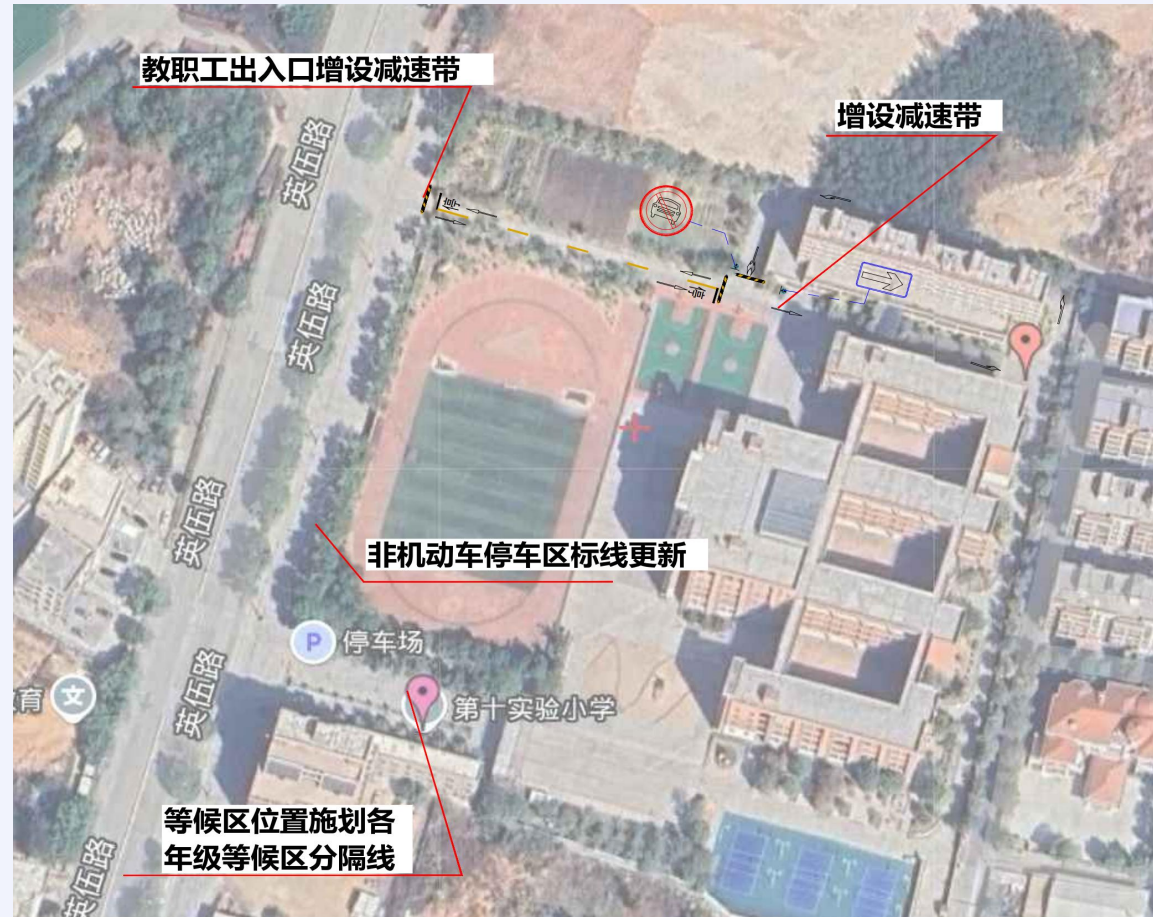 教职工出入口增设减速带
增设减速带
英伍路
停
停
英伍路
英伍路
非机动车停车区标线更新
P 停车场
育 文
英伍路
第十实验小学
等候区位置施划各
年级等候区分隔线
英伍路